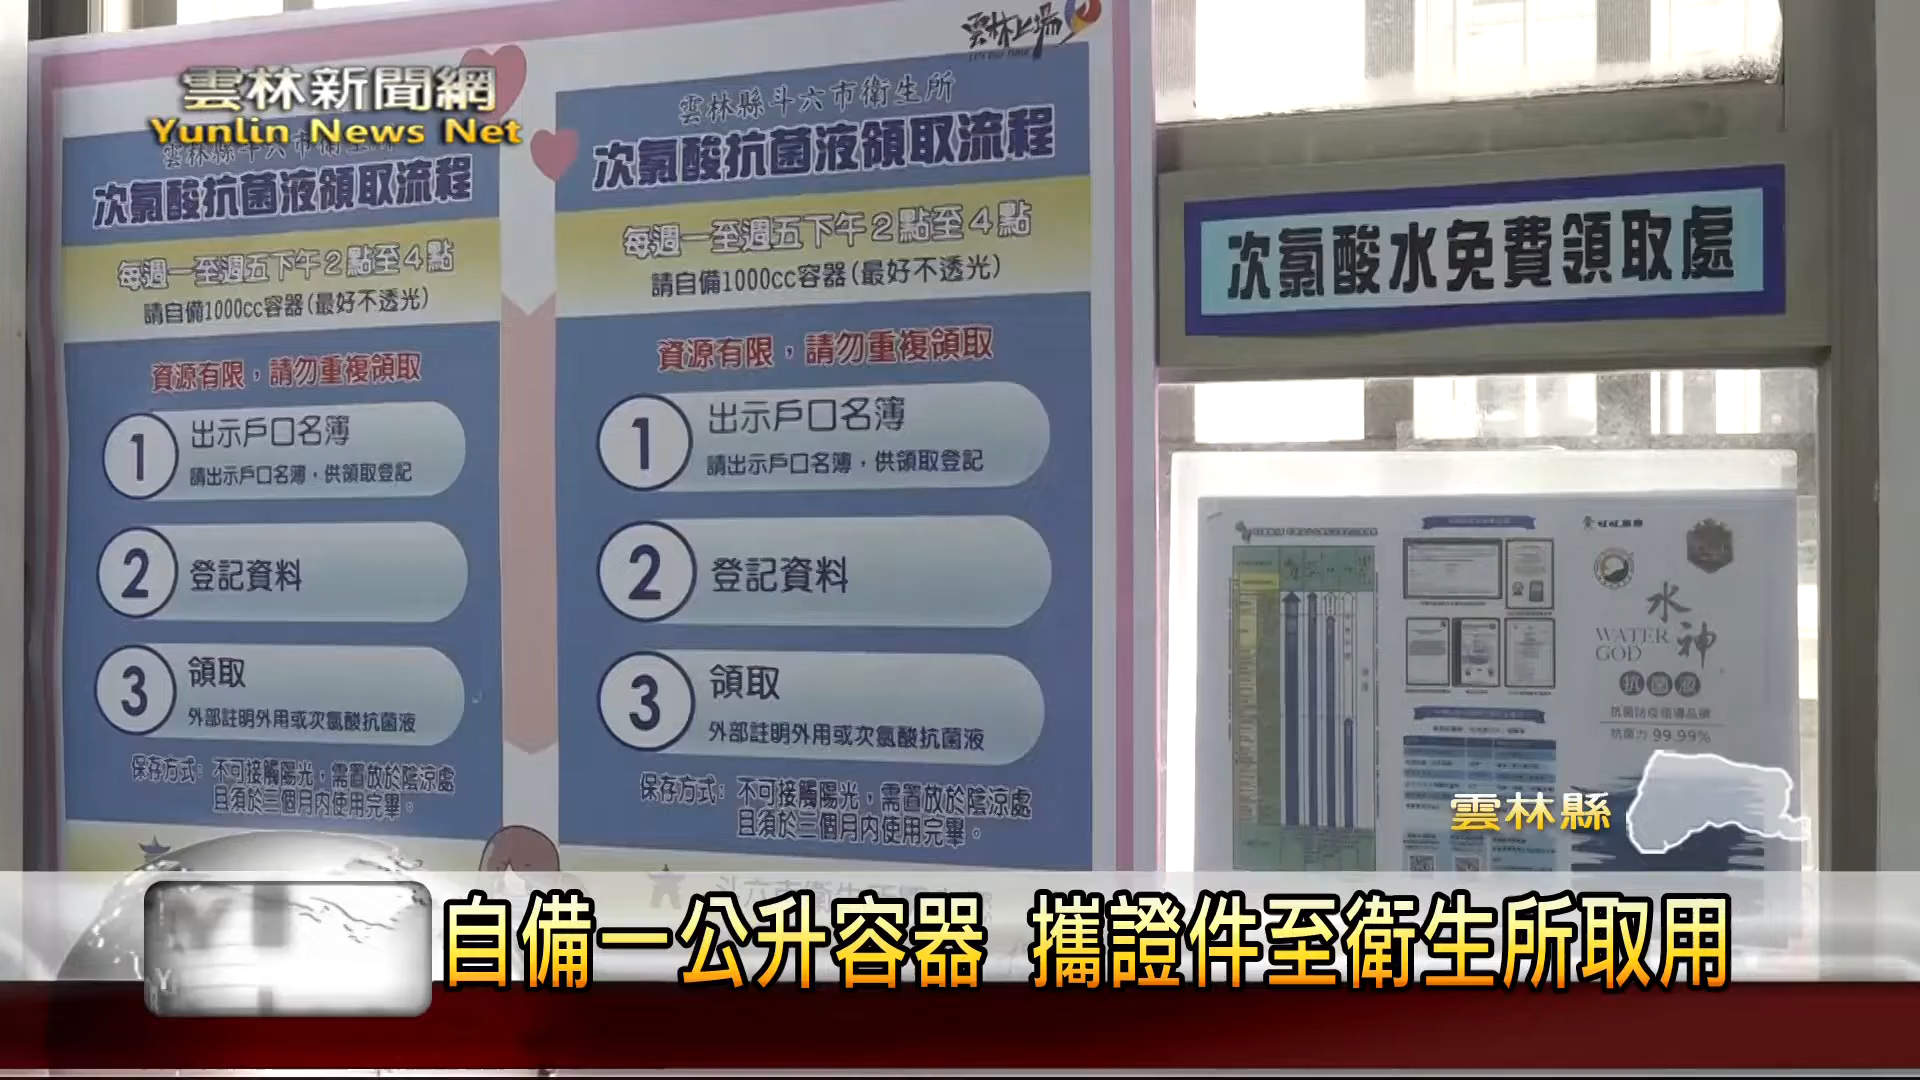 雲林新聞網
Yunlin News Net
次氯酸抗菌液領取流程
每週一至週五下午2點至4點
請自備1000cc容器(最好不透光)
資源有限，請勿重複領取
1
出示戶口名簿
請出示戶口名簿，供領取登記
2
登記資料
3
領取
外部註明外用或次氯酸抗菌液
保存方式：不可接觸陽光，需置放於陰涼處
且須於三個月內使用完畢。
雲林上場
雲林縣斗六市衛生所
次氯酸抗菌液領取流程
每週一至週五下午2點至4點
請自備1000cc容器(最好不透光)
資源有限，請勿重複領取
1
出示戶口名簿
請出示戶口名簿，供領取登記
2
登記資料
3
領取
外部註明外用或次氯酸抗菌液
保存方式：不可接觸陽光，需置放於陰涼處
且須於三個月內使用完畢。
次氯酸水免費領取處
水神
WATER
GOD
抗菌液
抗菌防疫領導品牌
抗菌力 99.99%
雲林縣
自備一公升容器 攜證件至衛生所取用